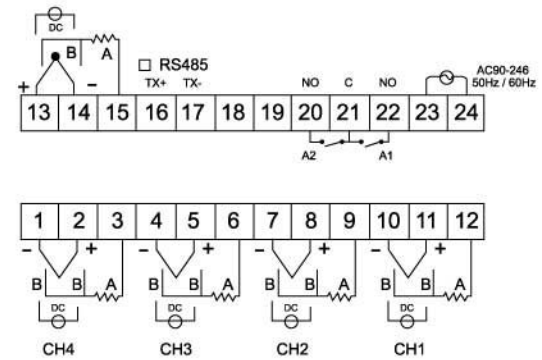 DC
B A
□ RS485
TX+ TX-
NO C NO
AC90-246
50Hz / 60Hz
+ −
13 14 15 16 17 18 19 20 21 22 23 24
A2 A1
1 2 3 4 5 6 7 8 9 10 11 12
− + − + − + − +
B B A B B A B B A B B A
DC DC DC DC
CH4 CH3 CH2 CH1